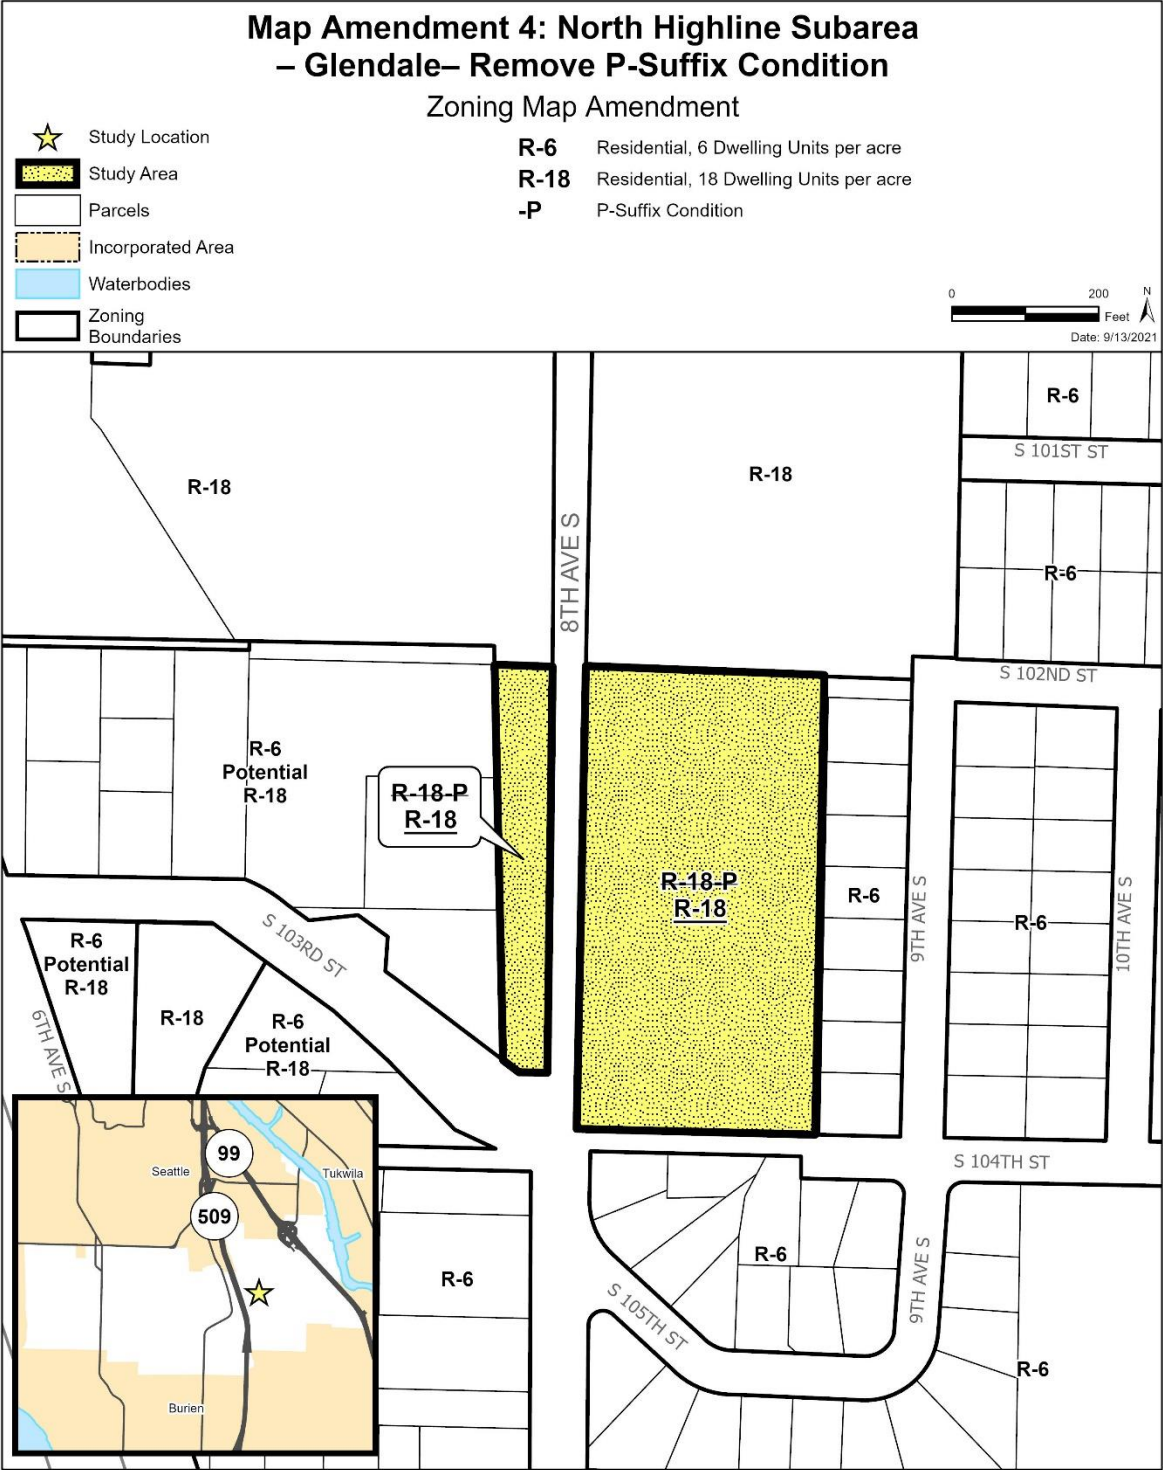 Map Amendment 4: North Highline Subarea
– Glendale– Remove P-Suffix Condition
Zoning Map Amendment
Study Location
Study Area
Parcels
Incorporated Area
Waterbodies
Zoning
Boundaries
R-6 Residential, 6 Dwelling Units per acre
R-18 Residential, 18 Dwelling Units per acre
-P P-Suffix Condition
0 200
Feet
N
Date: 9/13/2021
R-6
S 101ST ST
R-18
R-18
8TH AVE S
R-6
S 102ND ST
R-6
Potential
R-18
R-18-P
R-18
R-18-P
R-18
R-6
9TH AVE S
R-6
10TH AVE S
S 103RD ST
R-6
Potential
R-18
R-18
R-6
Potential
R-18
6TH AVE S
S 104TH ST
R-6
R-6
S 105TH ST
9TH AVE S
R-6
Seattle
99
Tukwila
509
Burien